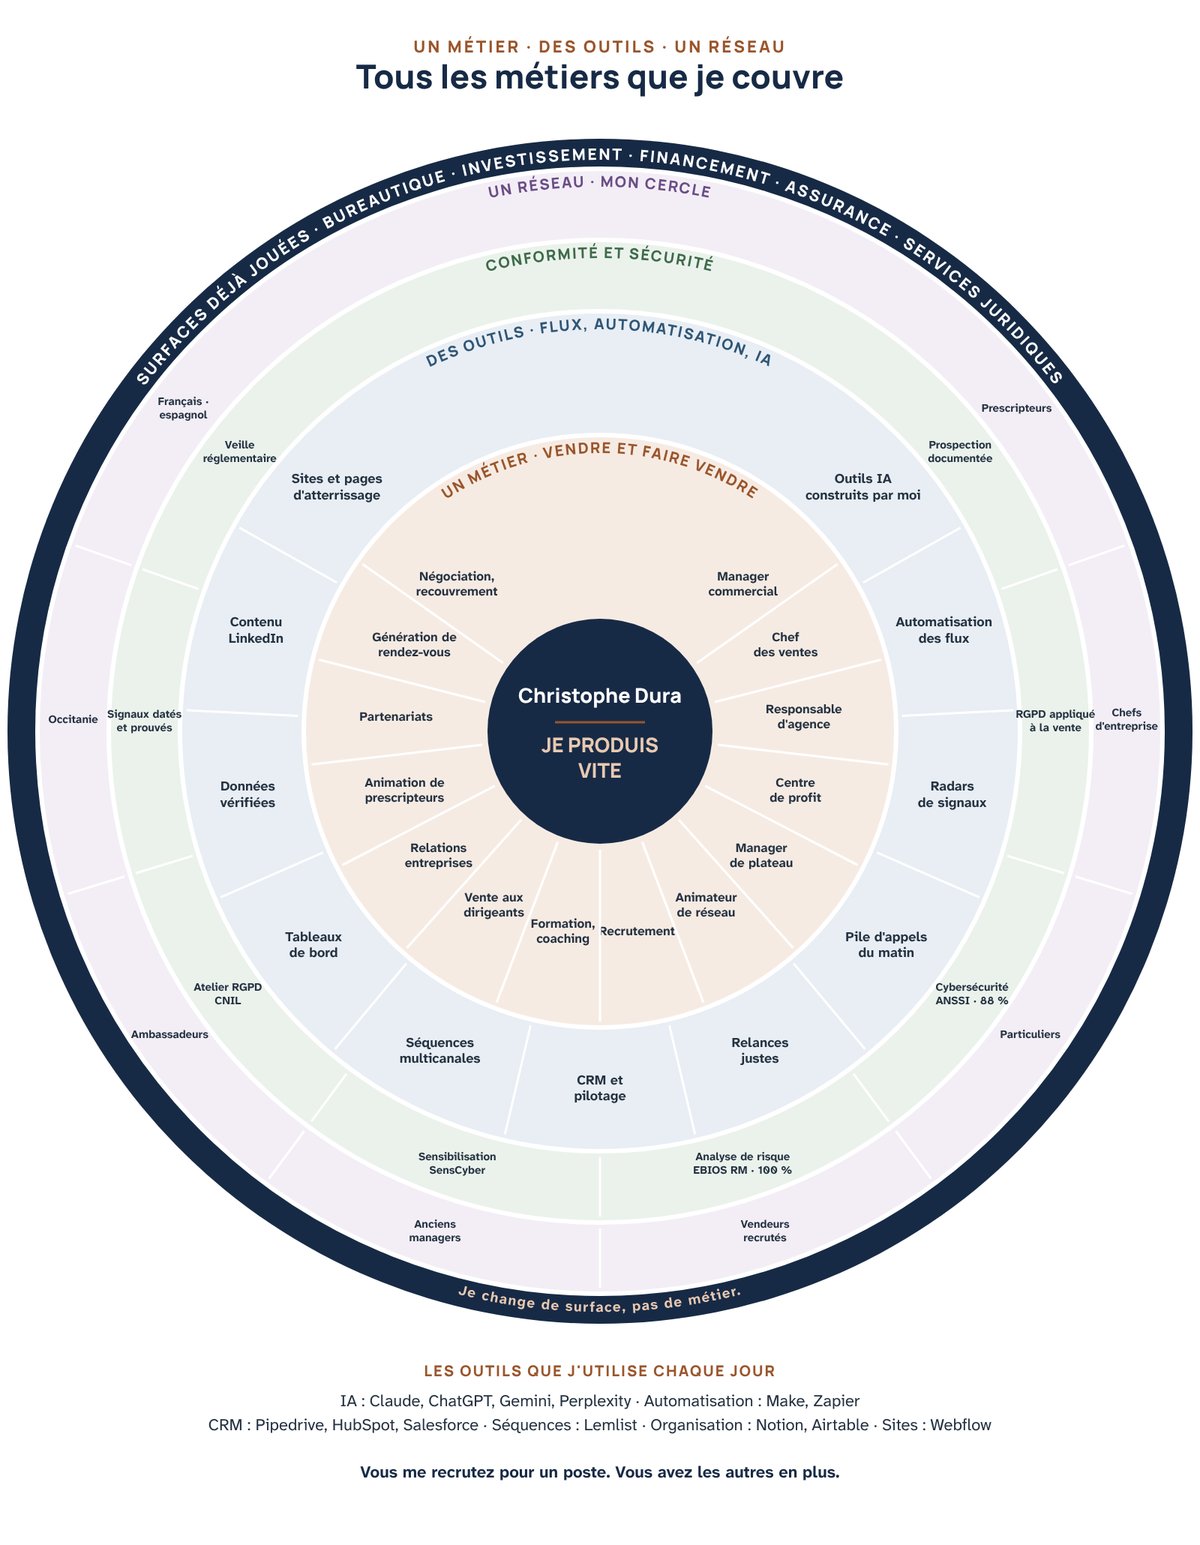 UN MÉTIER · DES OUTILS · UN RÉSEAU
Tous les métiers que je couvre
SURFACES DÉJÀ JOUÉES · BUREAUTIQUE · INVESTISSEMENT · FINANCEMENT · ASSURANCE · SERVICES JURIDIQUES
UN RÉSEAU · MON CERCLE
CONFORMITÉ ET SÉCURITÉ
DES OUTILS · FLUX, AUTOMATISATION, IA
UN MÉTIER · VENDRE ET FAIRE VENDRE
Français ·
espagnol
Prescripteurs
Veille
réglementaire
Prospection
documentée
Sites et pages
d'atterrissage
Outils IA
construits par moi
Négociation,
recouvrement
Manager
commercial
Contenu
LinkedIn
Génération de
rendez-vous
Chef
des ventes
Automatisation
des flux
Occitanie
Signaux datés
et prouvés
Partenariats
Christophe Dura
JE PRODUIS
VITE
Responsable
d'agence
RGPD appliqué
à la vente
Chefs
d'entreprise
Données
vérifiées
Animation de
prescripteurs
Centre
de profit
Radars
de signaux
Relations
entreprises
Manager
de plateau
Vente aux
dirigeants
Formation,
coaching
Recrutement
Animateur
de réseau
Tableaux
de bord
Pile d'appels
du matin
Atelier RGPD
CNIL
Cybersécurité
ANSSI · 88 %
Ambassadeurs
Particuliers
Séquences
multicanales
CRM et
pilotage
Relances
justes
Sensibilisation
SensCyber
Analyse de risque
EBIOS RM · 100 %
Anciens
managers
Vendeurs
recrutés
Je change de surface, pas de métier.
LES OUTILS QUE J'UTILISE CHAQUE JOUR
IA : Claude, ChatGPT, Gemini, Perplexity · Automatisation : Make, Zapier
CRM : Pipedrive, HubSpot, Salesforce · Séquences : Lemlist · Organisation : Notion, Airtable · Sites : Webflow
Vous me recrutez pour un poste. Vous avez les autres en plus.